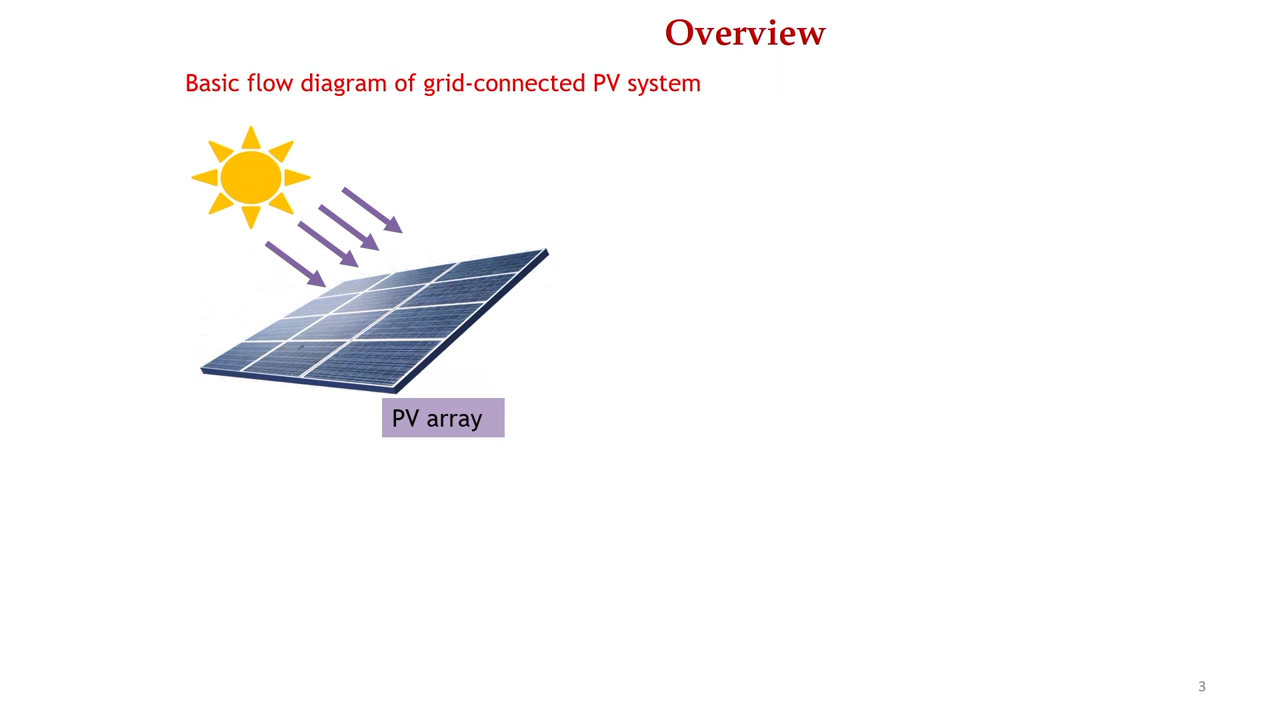 Overview
Basic flow diagram of grid-connected PV system
PV array
3